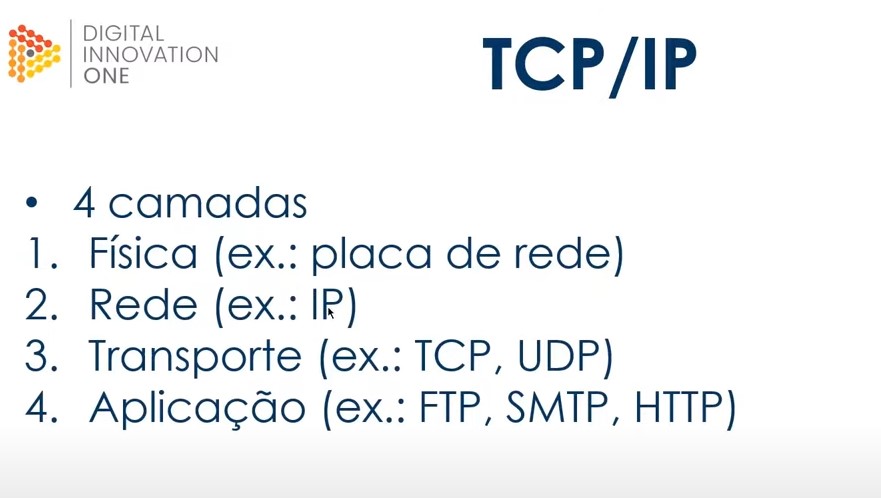 DIGITAL
INNOVATION
ONE
TCP/IP
• 4 camadas
1. Física (ex.: placa de rede)
2. Rede (ex.: IP)
3. Transporte (ex.: TCP, UDP)
4. Aplicação (ex.: FTP, SMTP, HTTP)